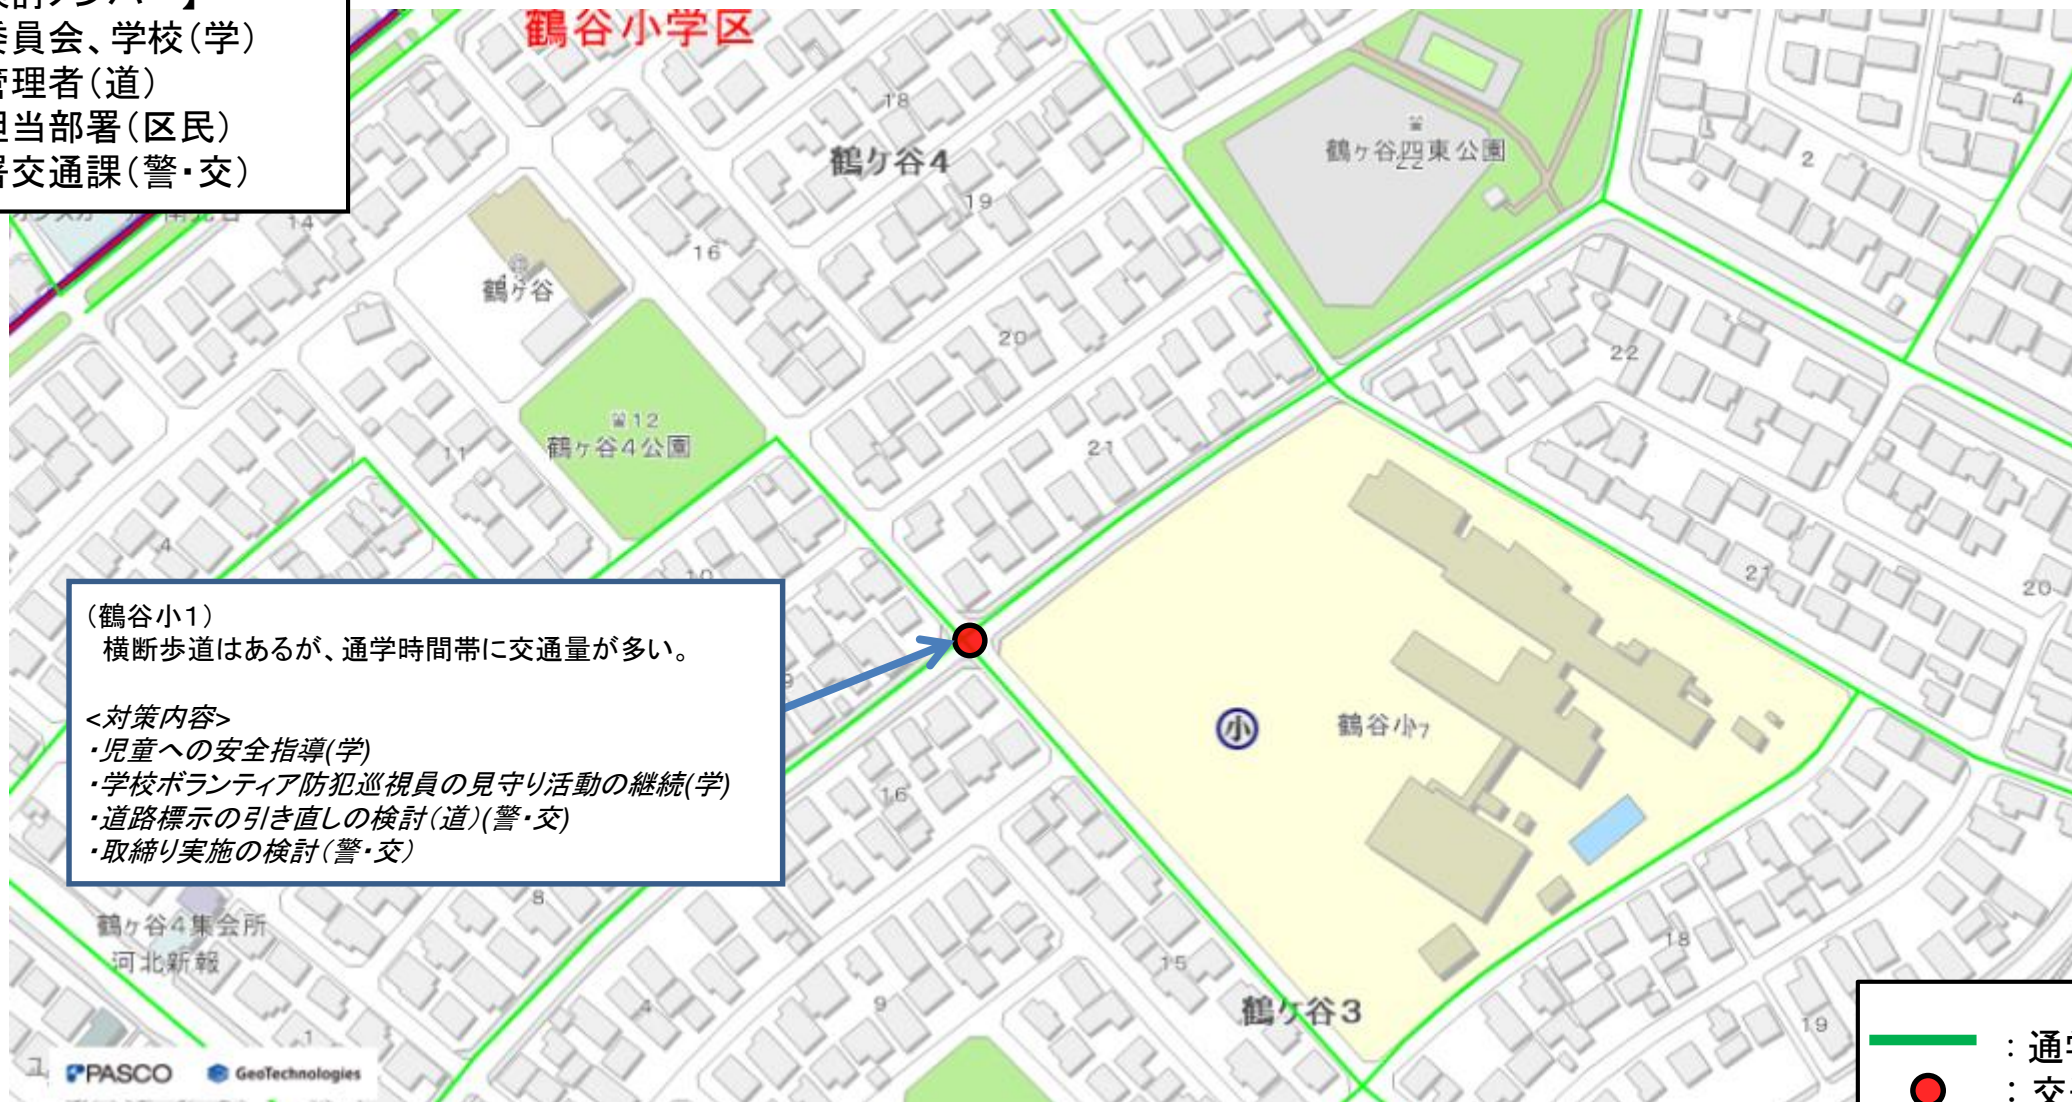 委員会、学校(学)
管理者(道)
担当部署(区民)
署交通課(警・交)
鶴谷小学区
18
鶴ケ谷4
19
14
16
鶴ヶ谷
20
鶴ヶ谷四東公園
22
2
4
22
12
鶴ヶ谷4公園
11
21
4
10
21
20
(鶴谷小1)
横断歩道はあるが、通学時間帯に交通量が多い。
<対策内容>
・児童への安全指導(学)
・学校ボランティア防犯巡視員の見守り活動の継続(学)
・道路標示の引き直しの検討(道)(警・交)
・取締り実施の検討(警・交)
9
小
鶴谷小7
16
8
鶴ヶ谷4集会所
河北新報
18
15
4
9
鶴ケ谷3
19
1
ユ
PASCO
GeoTechnologies
:通学
:交